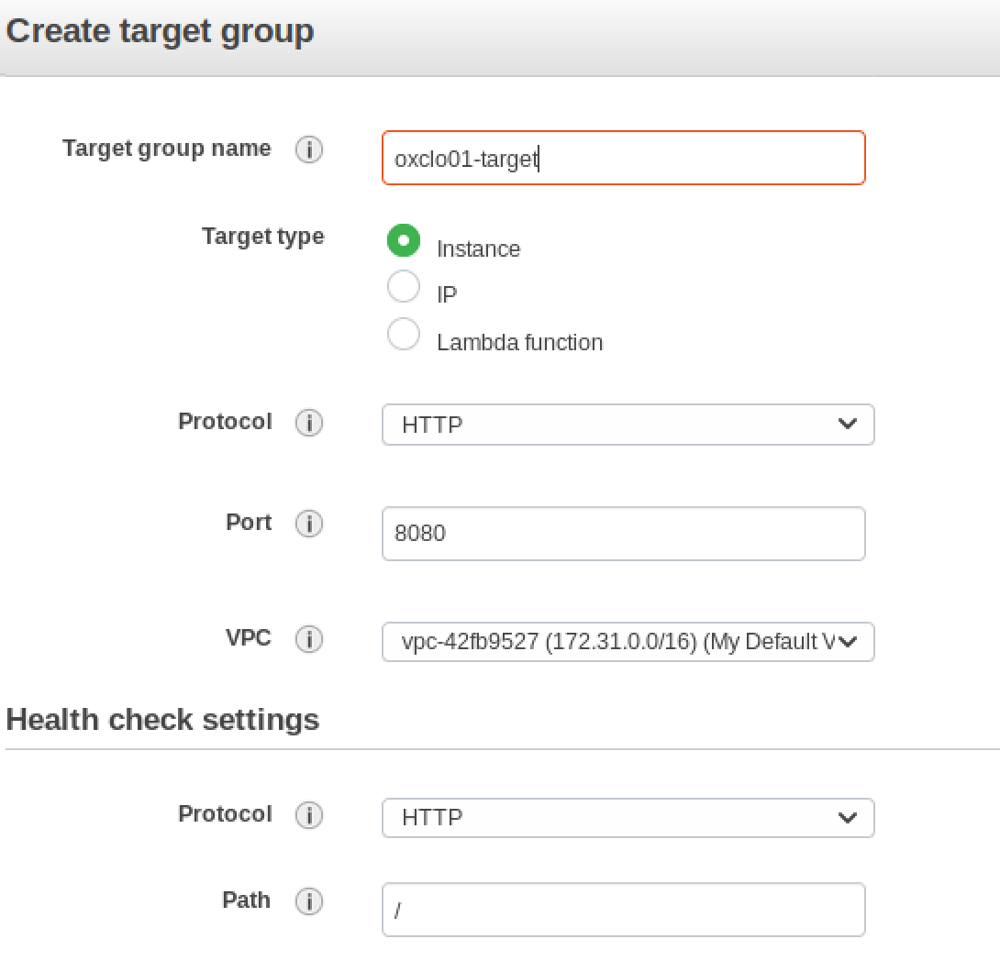 Create target group
Target group name
oxclo01-target
Target type
Instance
IP
Lambda function
Protocol
HTTP
Port
8080
VPC
vpc-42fb9527 (172.31.0.0/16) (My Default V
Health check settings
Protocol
HTTP
Path
/